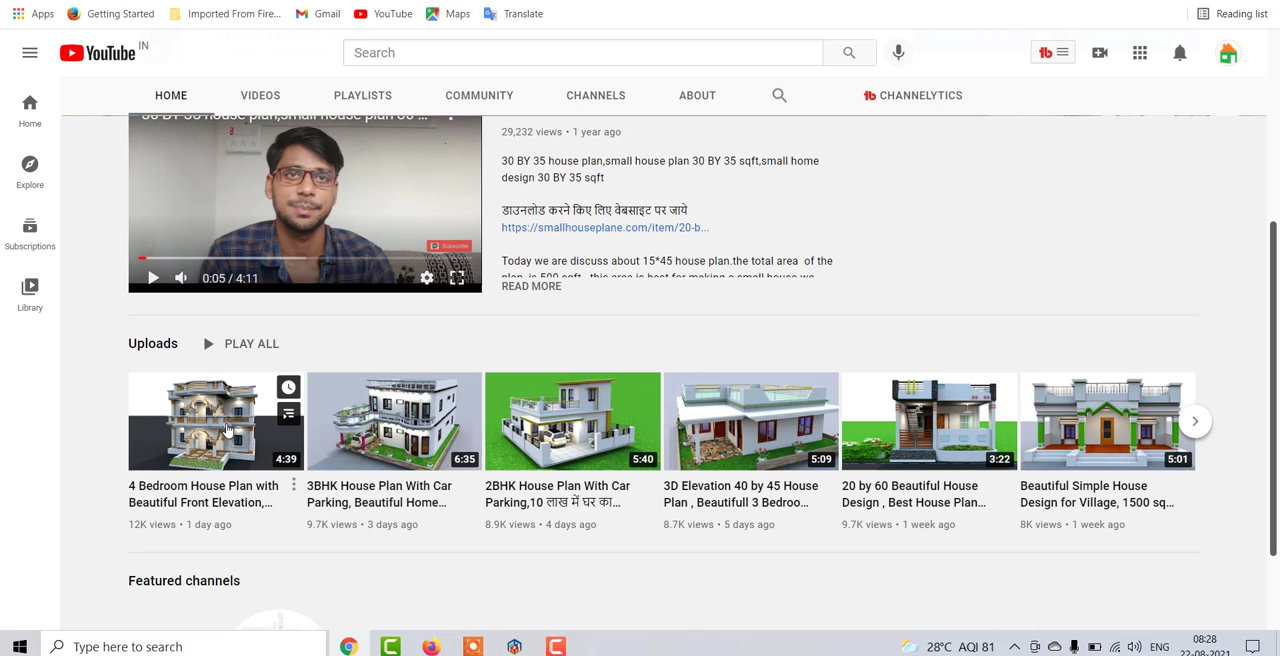 Apps Getting Started Imported From Fire... Gmail YouTube Maps Translate Reading list
YouTube IN
Search
HOME VIDEOS PLAYLISTS COMMUNITY CHANNELS ABOUT CHANNELYTICS
Home
Explore
Subscriptions
Library
29,232 views • 1 year ago
30 BY 35 house plan,small house plan 30 BY 35 sqft,small home
design 30 BY 35 sqft
डाउनलोड करने किए लिए वेबसाइट पर जाये
https://smallhouseplane.com/item/20-b...
Today we are discuss about 15*45 house plan.the total area of the
READ MORE
Subscribe
0:05 / 4:11
Uploads PLAY ALL
4:39 6:35 5:40 5:09 3:22 5:01
4 Bedroom House Plan with
Beautiful Front Elevation,...
12K views • 1 day ago
3BHK House Plan With Car
Parking, Beautiful Home...
9.7K views • 3 days ago
2BHK House Plan With Car
Parking,10 लाख में घर का...
8.9K views • 4 days ago
3D Elevation 40 by 45 House
Plan , Beautifull 3 Bedroo...
8.7K views • 5 days ago
20 by 60 Beautiful House
Design , Best House Plan...
9.7K views • 1 week ago
Beautiful Simple House
Design for Village, 1500 sq...
8K views • 1 week ago
Featured channels
Type here to search
28°C AQI 81 ENG
08:28
22-08-2021